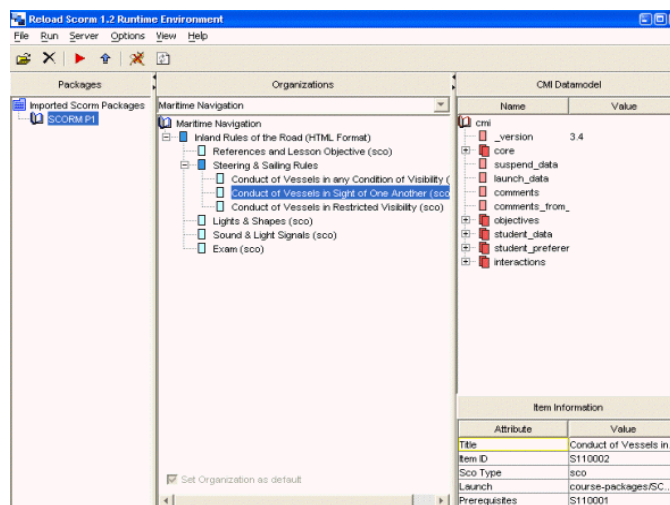 Reload Scorm 1.2 Runtime Environment
File Run Server Options View Help
Packages
Imported Scorm Packages
SCORM P1
Organizations
Maritime Navigation
Maritime Navigation
Inland Rules of the Road (HTML Format)
References and Lesson Objective (sco)
Steering & Sailing Rules
Conduct of Vessels in any Condition of Visibility (
Conduct of Vessels in Sight of One Another (sco
Conduct of Vessels in Restricted Visibility (sco)
Lights & Shapes (sco)
Sound & Light Signals (sco)
Exam (sco)
Set Organization as default
CMI Datamodel
Name Value
cmi
_version 3.4
core
suspend_data
launch_data
comments
comments_from_
objectives
student_data
student_preferer
interactions
Item Information
Attribute Value
Title Conduct of Vessels in
Item ID S110002
Sco Type sco
Launch course-packages/SC...
Prerequisites S110001